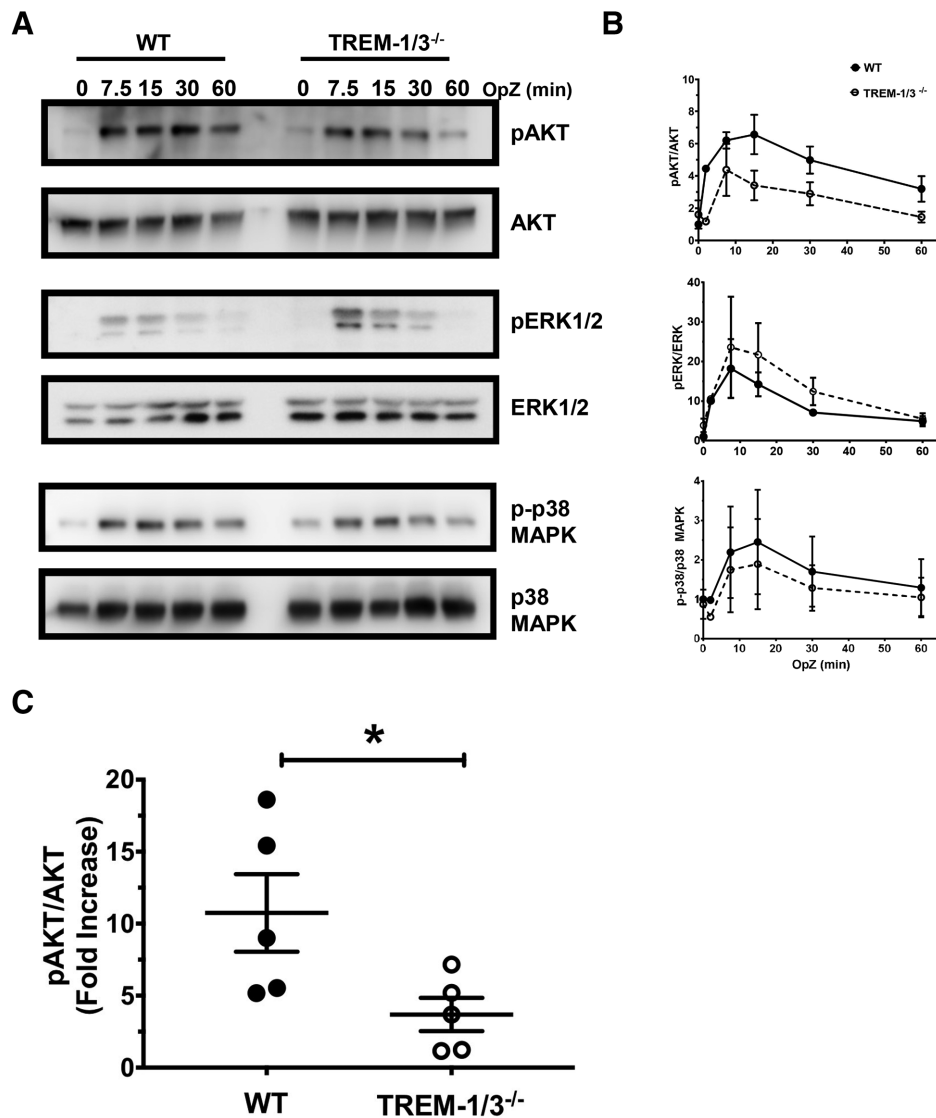 A
WT TREM-1/3-/-
0 7.5 15 30 60 0 7.5 15 30 60 OpZ (min)
pAKT
AKT
pERK1/2
ERK1/2
p-p38
MAPK
p38
MAPK
B
WT
TREM-1/3 -/-
pAKT/AKT
10
8
6
4
2
0
0 10 20 30 40 50 60
pERK/ERK
40
30
20
10
0
0 10 20 30 40 50 60
p-p38/p38 MAPK
4
3
2
1
0
0 10 20 30 40 50 60
OpZ (min)
C
*
pAKT/AKT
(Fold Increase)
20
15
10
5
0
WT TREM-1/3-/-